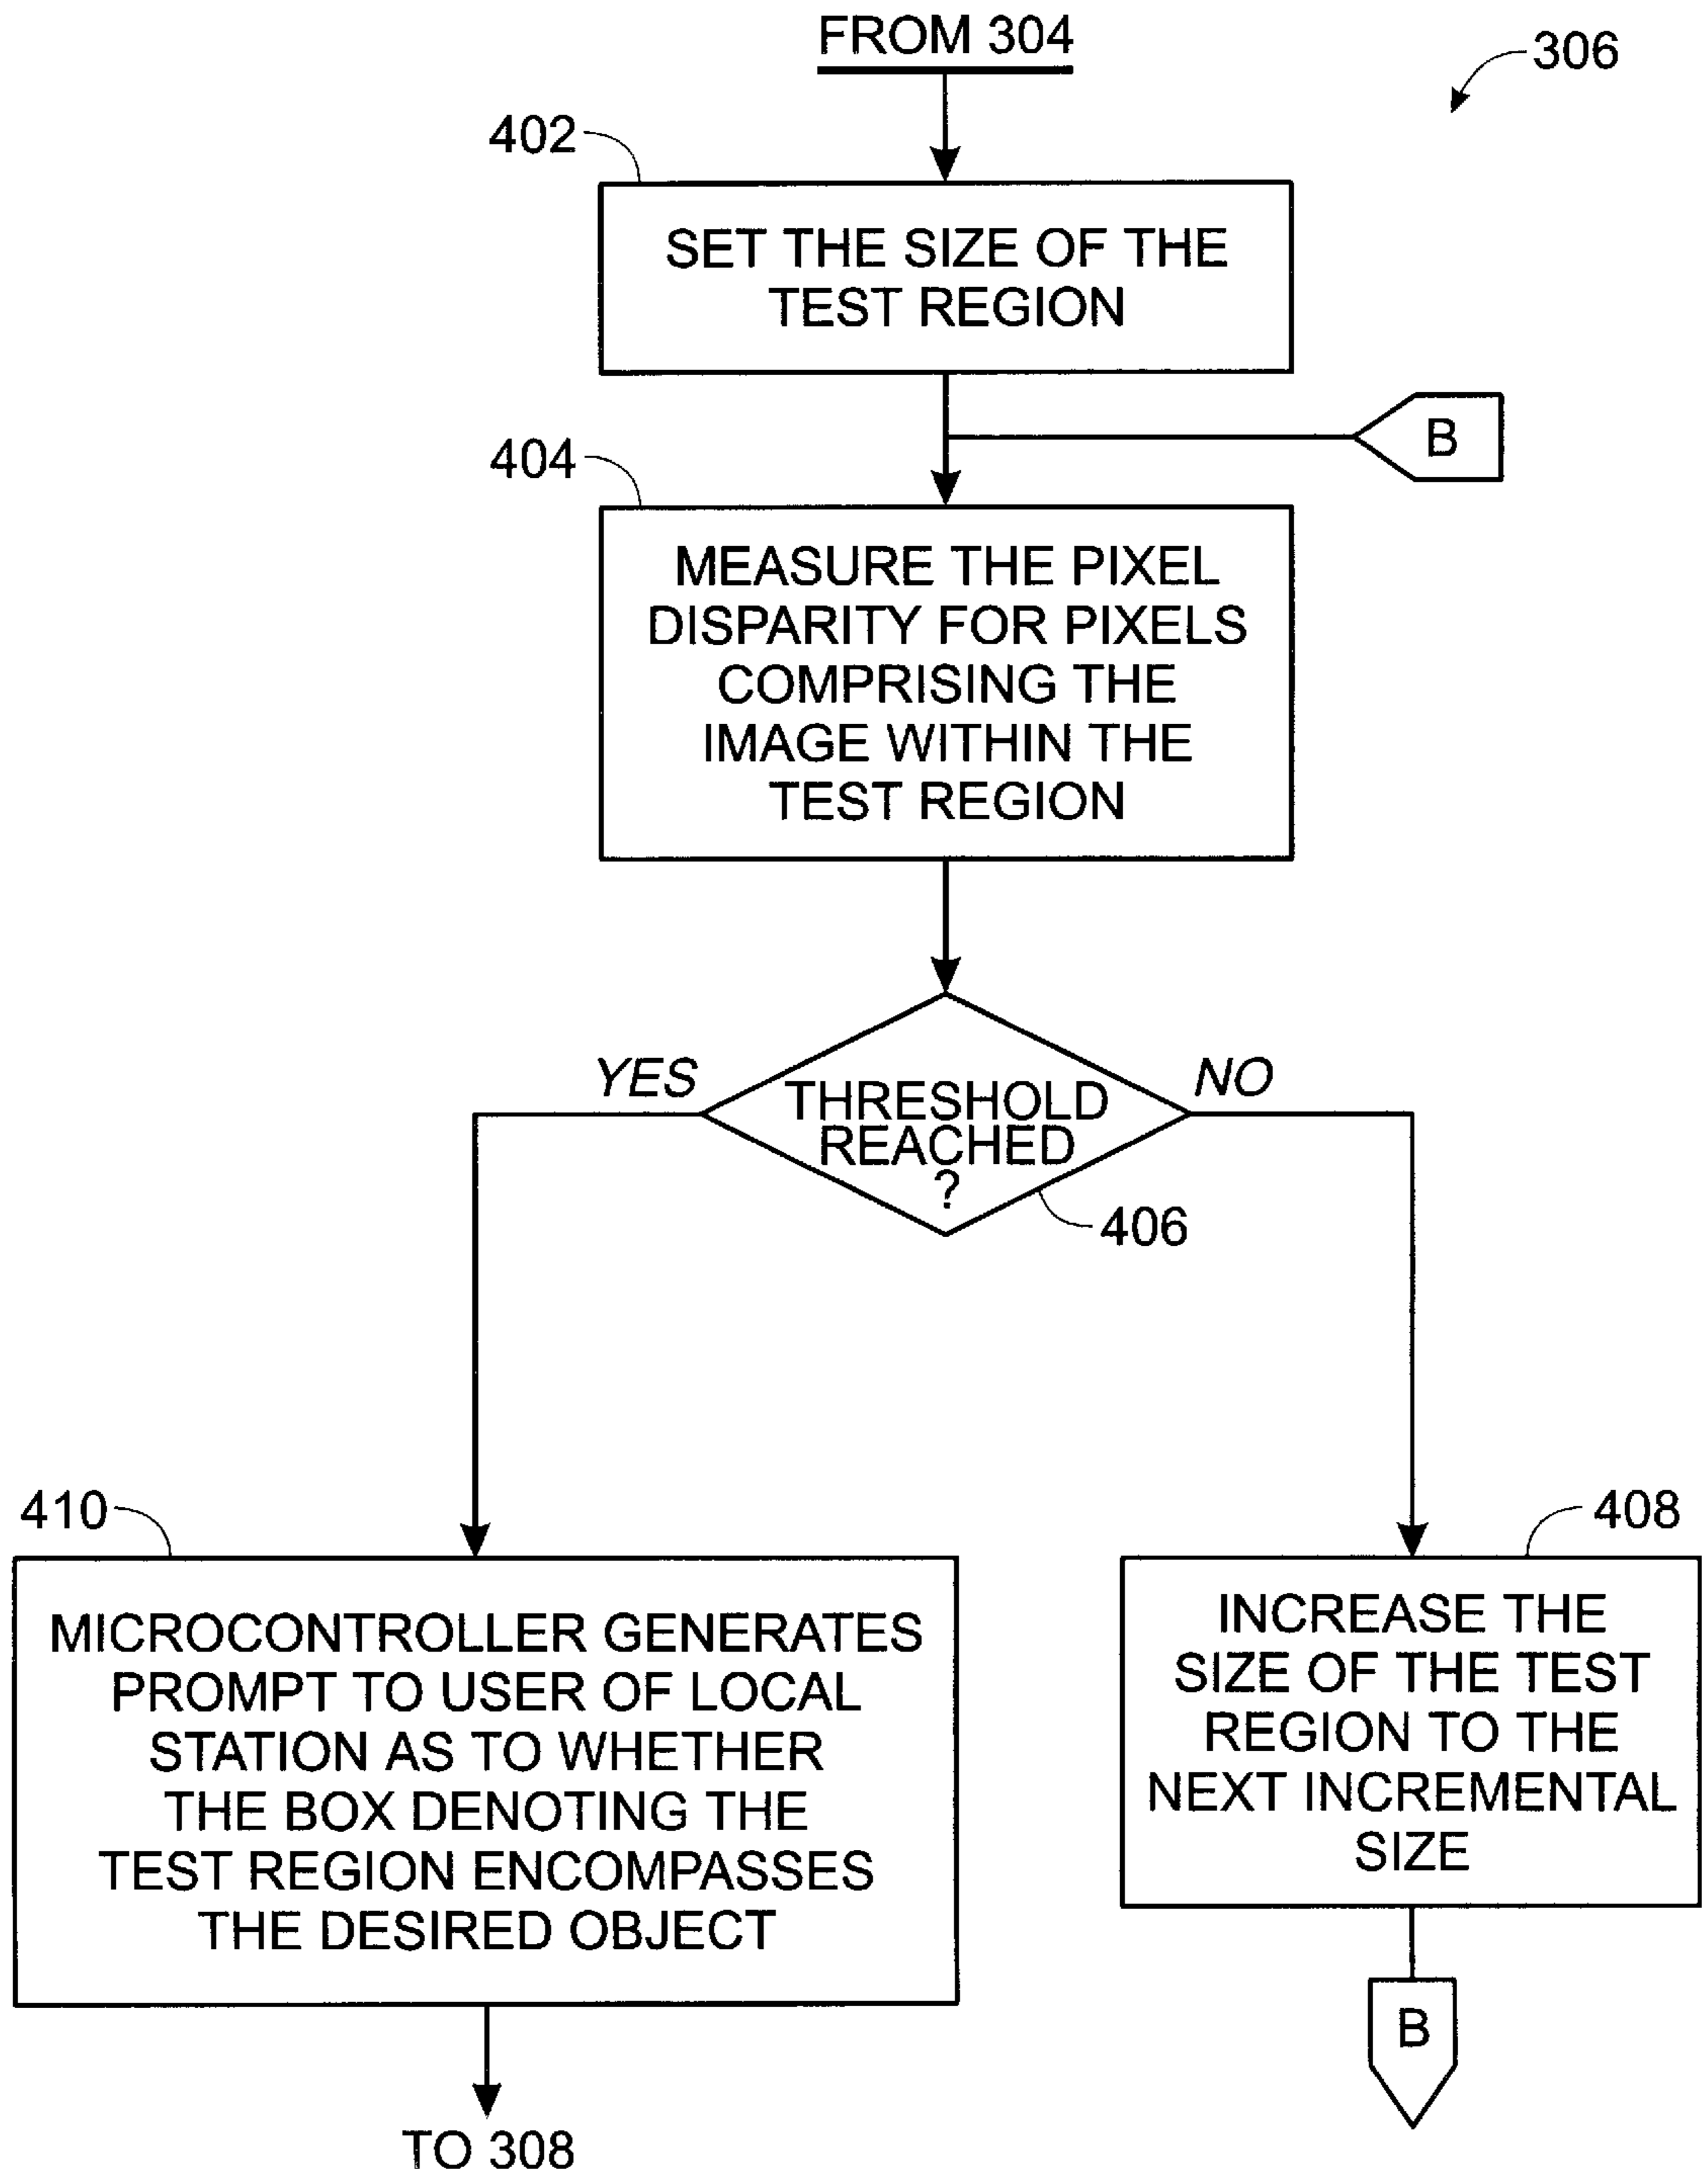 FROM 304
306
402
SET THE SIZE OF THE
TEST REGION
B
404
MEASURE THE PIXEL
DISPARITY FOR PIXELS
COMPRISING THE
IMAGE WITHIN THE
TEST REGION
YES
NO
THRESHOLD
REACHED
?
406
410
408
MICROCONTROLLER GENERATES
PROMPT TO USER OF LOCAL
STATION AS TO WHETHER
THE BOX DENOTING THE
TEST REGION ENCOMPASSES
THE DESIRED OBJECT
INCREASE THE
SIZE OF THE TEST
REGION TO THE
NEXT INCREMENTAL
SIZE
B
TO 308